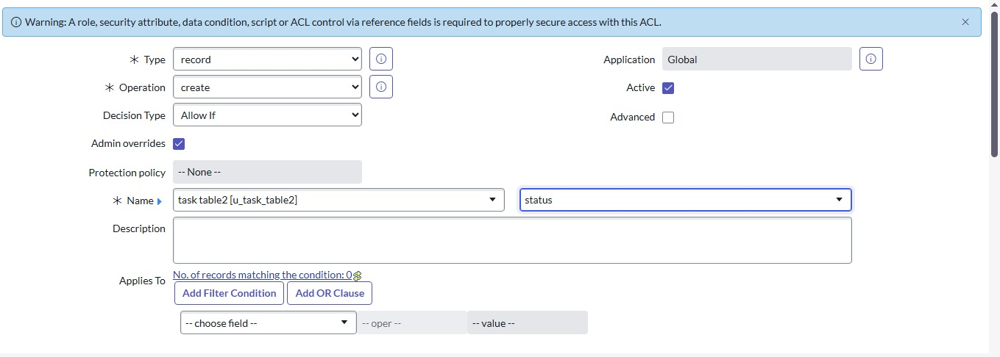 Warning: A role, security attribute, data condition, script or ACL control via reference fields is required to properly secure access with this ACL.
Type record Application Global
Operation create Active
Decision Type Allow If Advanced
Admin overrides
Protection policy -- None --
Name task table2 [u_task_table2] status
Description
Applies To No. of records matching the condition: 0
Add Filter Condition Add OR Clause
-- choose field -- -- oper -- -- value --